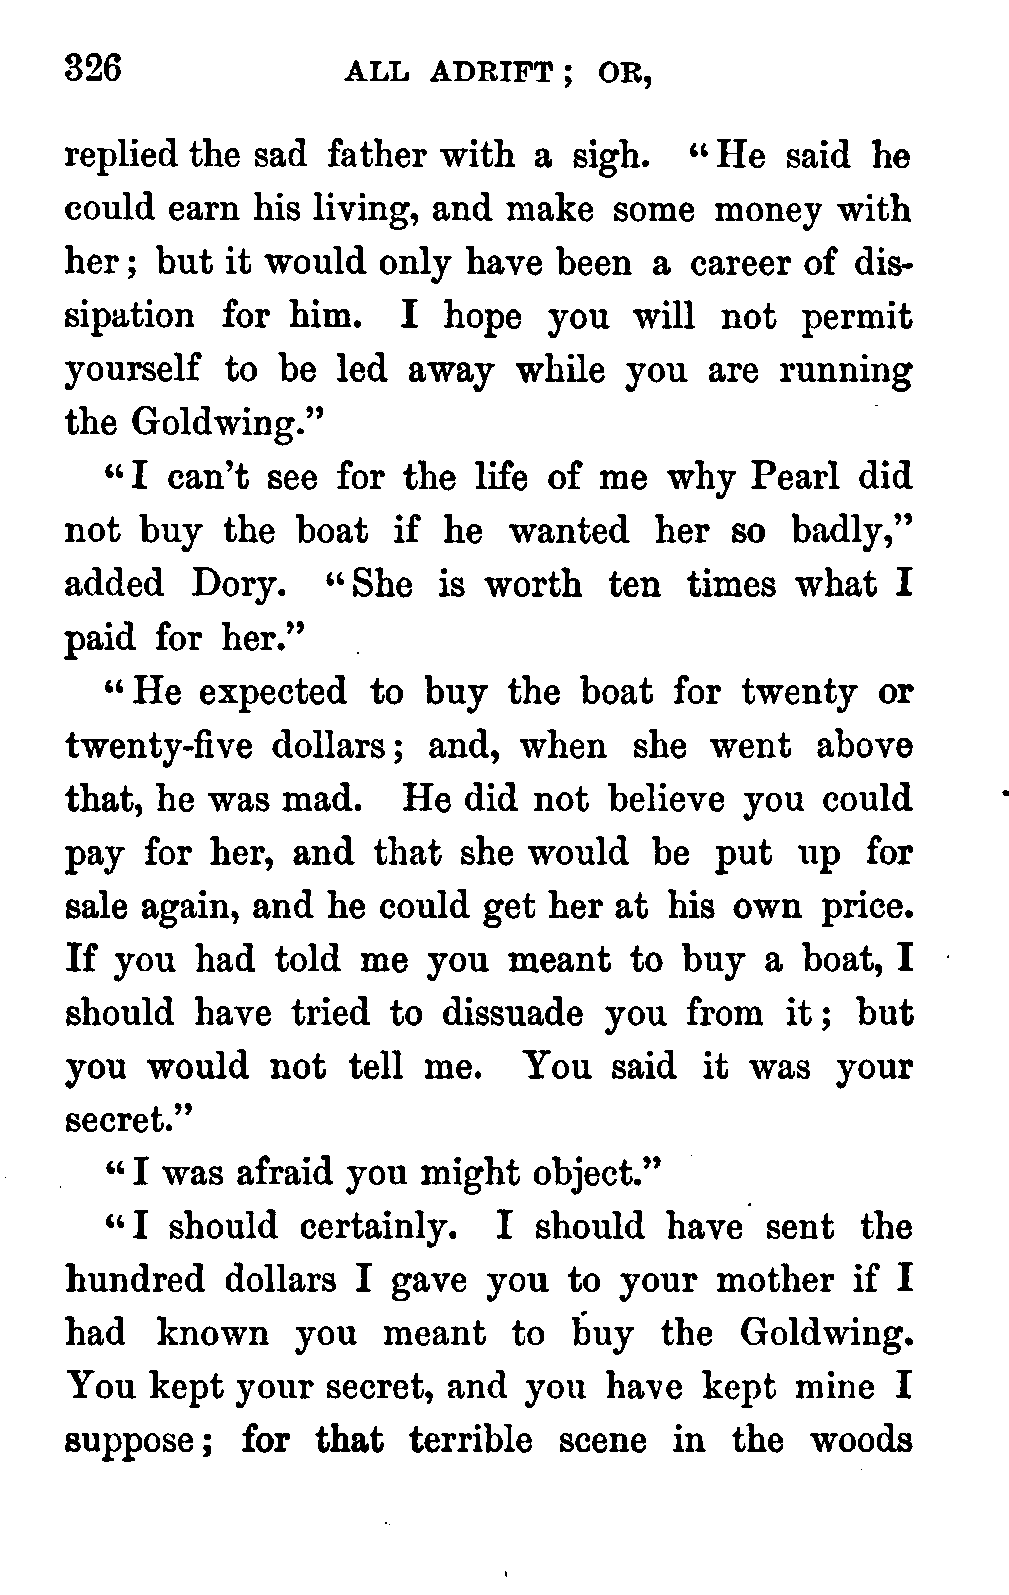 326 ALL ADRIFT; OR,
replied the sad father with a sigh. "He said he
could earn his living, and make some money with
her; but it would only have been a career of dis-
sipation for him. I hope you will not permit
yourself to be led away while you are running
the Goldwing."
"I can't see for the life of me why Pearl did
not buy the boat if he wanted her so badly,"
added Dory. "She is worth ten times what I
paid for her."
"He expected to buy the boat for twenty or
twenty-five dollars; and, when she went above
that, he was mad. He did not believe you could
pay for her, and that she would be put up for
sale again, and he could get her at his own price.
If you had told me you meant to buy a boat, I
should have tried to dissuade you from it; but
you would not tell me. You said it was your
secret."
"I was afraid you might object."
"I should certainly. I should have sent the
hundred dollars I gave you to your mother if I
had known you meant to buy the Goldwing.
You kept your secret, and you have kept mine I
suppose; for that terrible scene in the woods